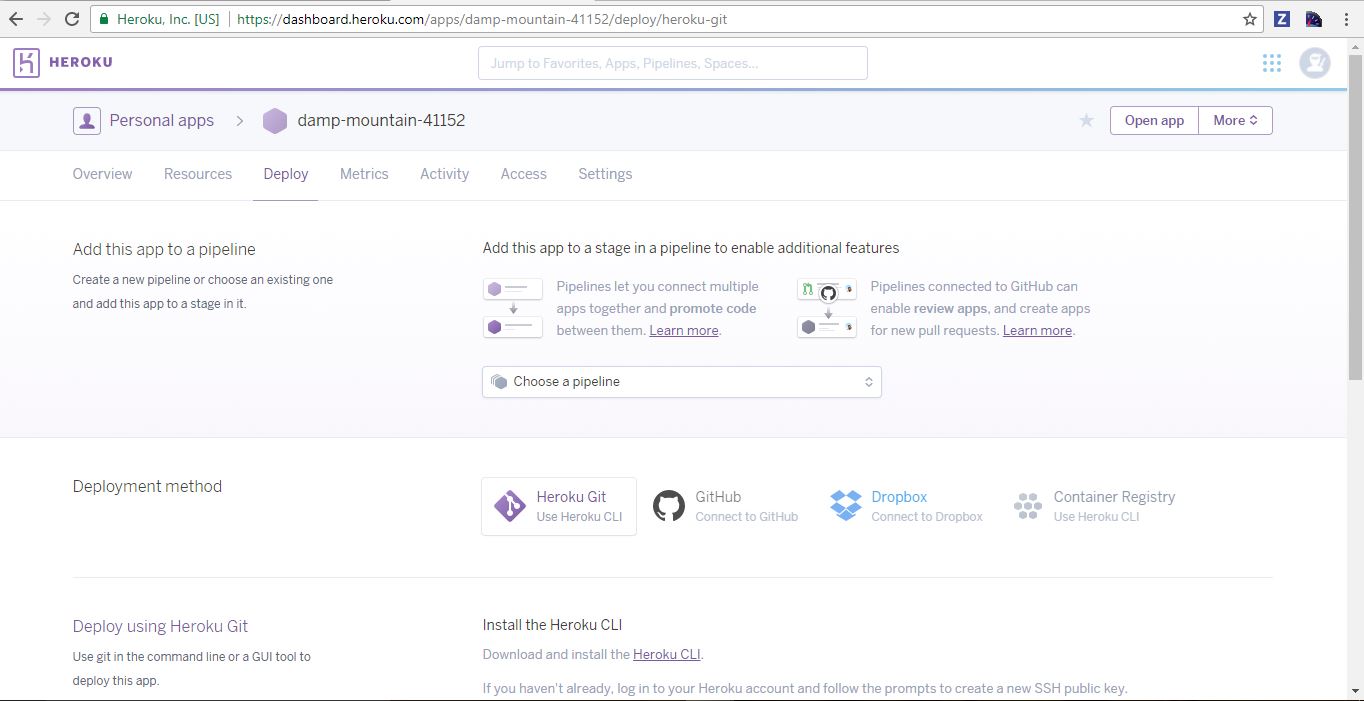 Heroku, Inc. [US] https://dashboard.heroku.com/apps/damp-mountain-41152/deploy/heroku-git
Z
HEROKU
Jump to Favorites, Apps, Pipelines, Spaces...
Personal apps > damp-mountain-41152
Open app More
Overview Resources Deploy Metrics Activity Access Settings
Add this app to a pipeline
Create a new pipeline or choose an existing one
and add this app to a stage in it.
Add this app to a stage in a pipeline to enable additional features
Pipelines let you connect multiple
apps together and promote code
between them. Learn more.
Pipelines connected to GitHub can
enable review apps, and create apps
for new pull requests. Learn more.
Choose a pipeline
Deployment method
Heroku Git
Use Heroku CLI
GitHub
Connect to GitHub
Dropbox
Connect to Dropbox
Container Registry
Use Heroku CLI
Deploy using Heroku Git
Use git in the command line or a GUI tool to
deploy this app.
Install the Heroku CLI
Download and install the Heroku CLI.
If you haven't already, log in to your Heroku account and follow the prompts to create a new SSH public key.